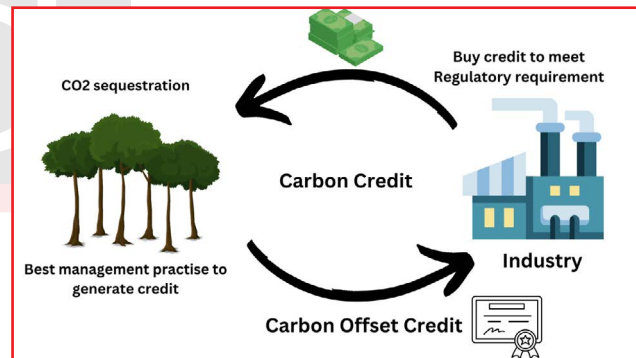 Buy credit to meet
Regulatory requirement
CO2 sequestration
Carbon Credit
Best management practise to
generate credit
Industry
Carbon Offset Credit